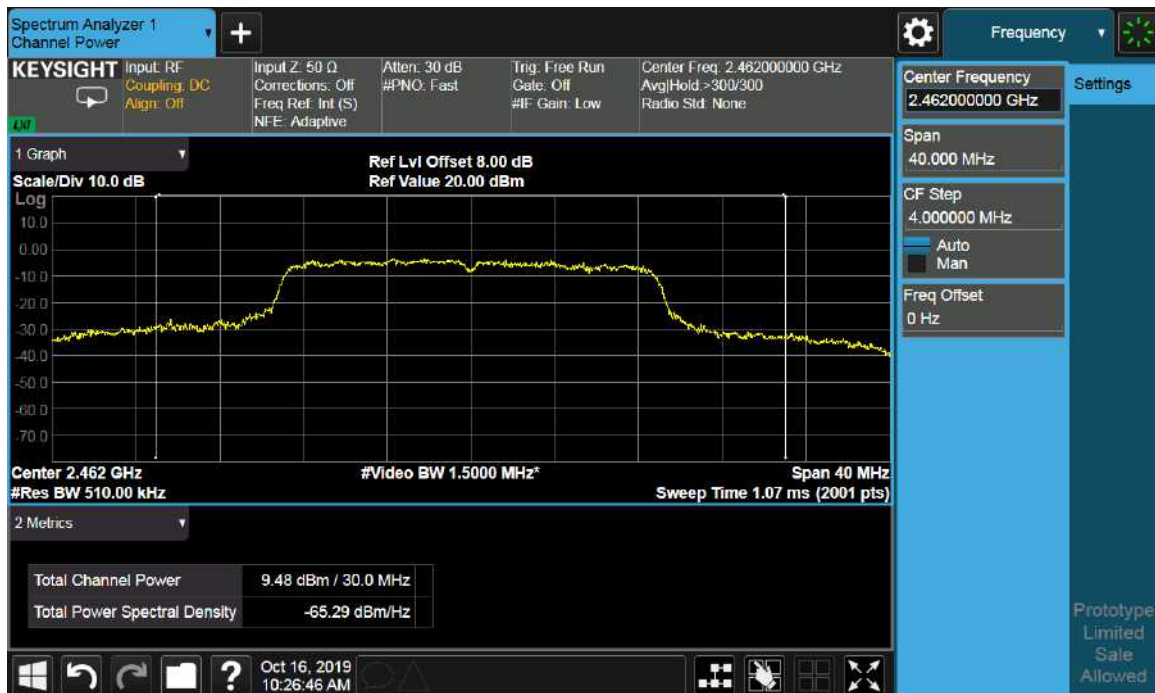 Spectrum Analyzer 1
Channel Power
Frequency
KEYSIGHT
Input: RF
Coupling: DC
Align: Off
Input Z: 50 Ω
Corrections: Off
Freq Ref: Int (S)
NFE: Adaptive
Atten: 30 dB
#PNO: Fast
Trig: Free Run
Gate: Off
#IF Gain: Low
Center Freq: 2.462000000 GHz
Avg|Hold:>300/300
Radio Std: None
LXI
Center Frequency
2.462000000 GHz
Settings
Span
40.000 MHz
CF Step
4.000000 MHz
Auto
Man
Freq Offset
0 Hz
1 Graph
Scale/Div 10.0 dB
Ref Lvl Offset 8.00 dB
Ref Value 20.00 dBm
Log
10.0
0.00
-10.0
-20.0
-30.0
-40.0
-50.0
-60.0
-70.0
Center 2.462 GHz
#Video BW 1.5000 MHz*
Span 40 MHz
#Res BW 510.00 kHz
Sweep Time 1.07 ms (2001 pts)
2 Metrics
Total Channel Power 9.48 dBm / 30.0 MHz
Total Power Spectral Density -65.29 dBm/Hz
Prototype
Limited
Sale
Allowed
?
Oct 16, 2019
10:26:46 AM